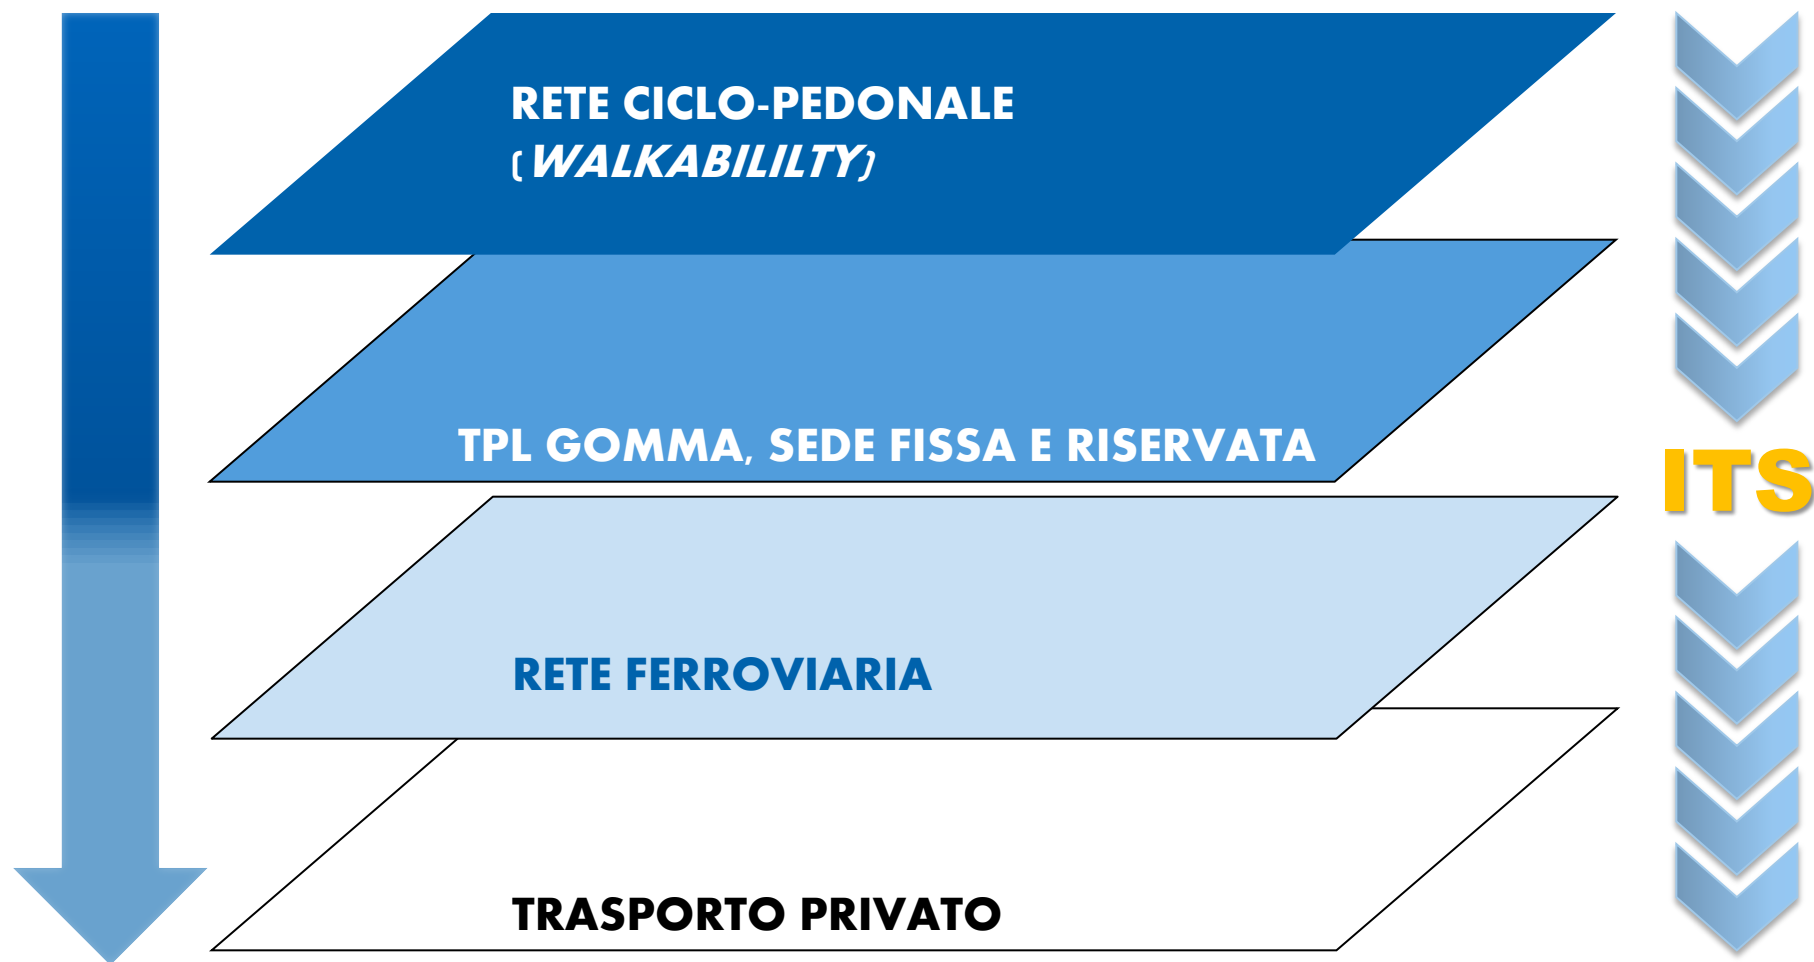 RETE CICLO-PEDONALE
(WALKABILILTY)
TPL GOMMA, SEDE FISSA E RISERVATA
ITS
RETE FERROVIARIA
TRASPORTO PRIVATO